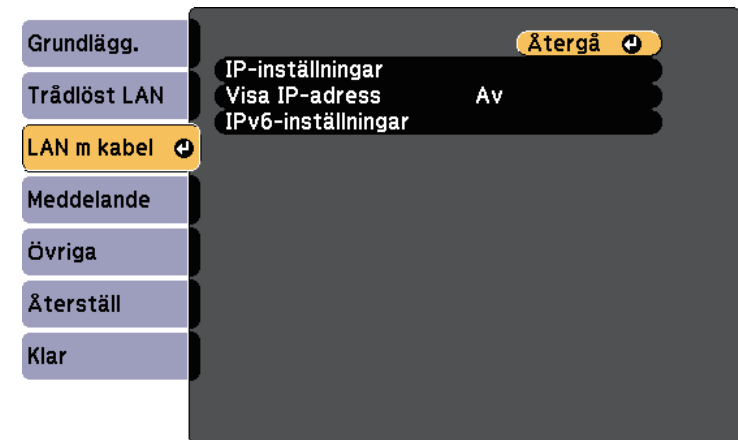 Grundlägg.
Trådlöst LAN
LAN m kabel
Meddelande
Övriga
Återställ
Klar
Återgå
IP-inställningar
Visa IP-adress Av
IPv6-inställningar